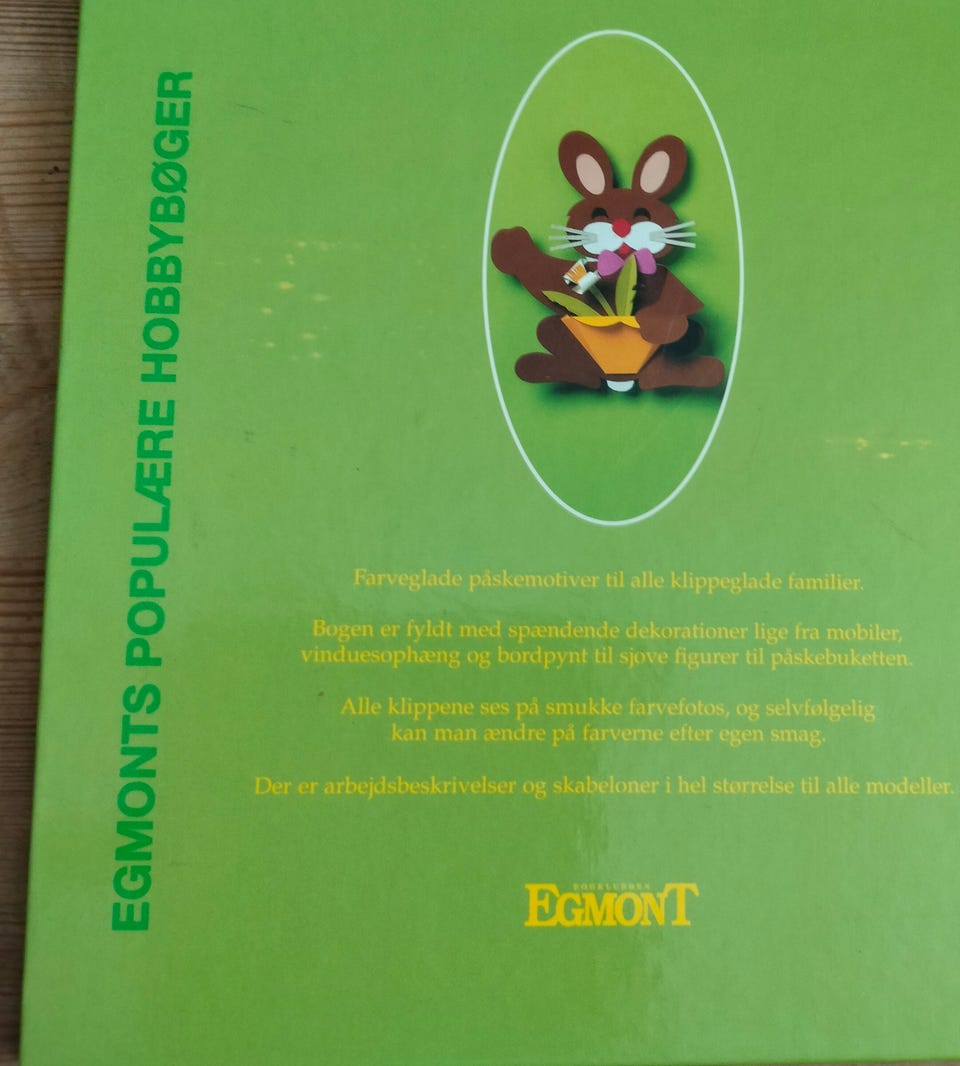 EGMONTS POPULÆRE HOBBYBØGER
Farveglade påskemotiver til alle klippeglade familier.
Bogen er fyldt med spændende dekorationer lige fra mobiler,
vinduesophæng og bordpynt til sjove figurer til påskebuketten.
Alle klippene ses på smukke farvefotos, og selvfølgelig
kan man ændre på farverne efter egen smag.
Der er arbejdsbeskrivelser og skabeloner i hel størrelse til alle modeller.
BOGKLUBBEN
EGMONT